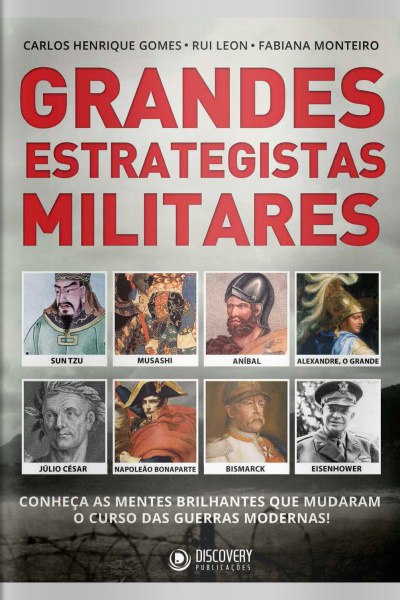 CARLOS HENRIQUE GOMES • RUI LEON • FABIANA MONTEIRO
GRANDES
ESTRATEGISTAS
MILITARES
SUN TZU
MUSASHI
ANÍBAL
ALEXANDRE, O GRANDE
JÚLIO CÉSAR
NAPOLEÃO BONAPARTE
BISMARCK
EISENHOWER
CONHEÇA AS MENTES BRILHANTES QUE MUDARAM
O CURSO DAS GUERRAS MODERNAS!
DISCOVERY
PUBLICAÇÕES